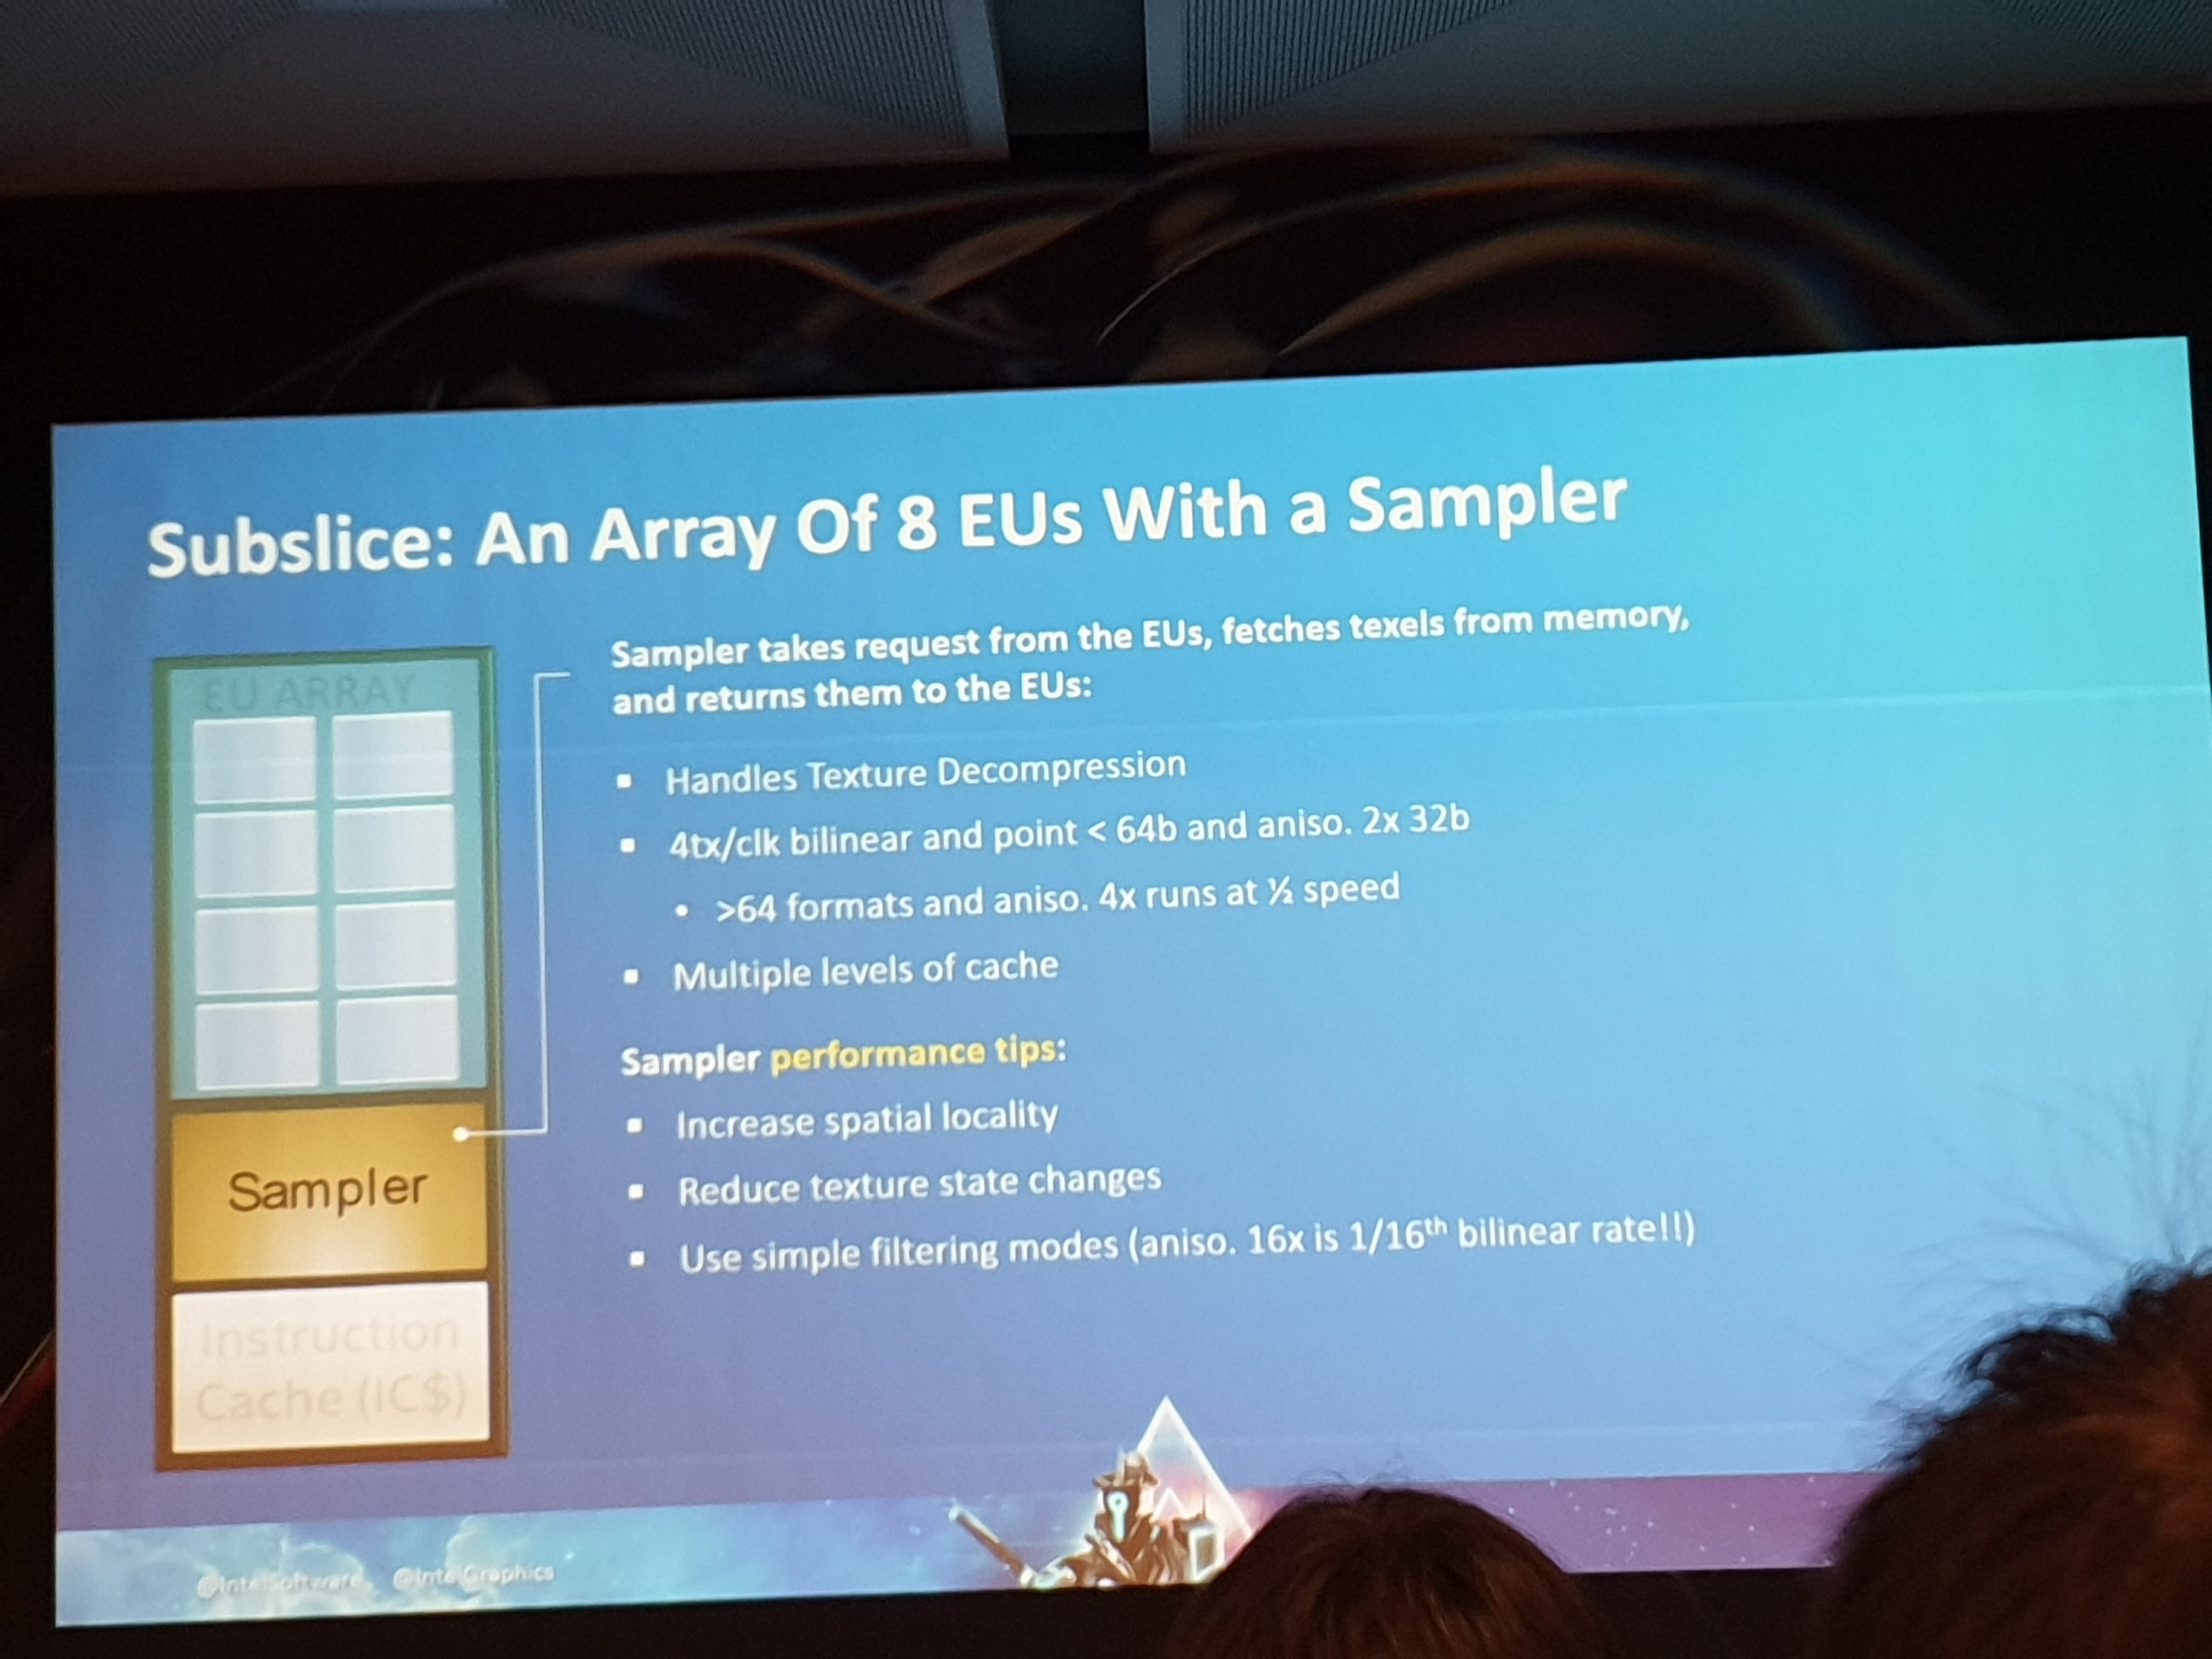 Subslice: An Array Of 8 EUs With a Sampler
EU ARRAY
Sampler
Instruction
Cache (IC$)
Sampler takes request from the EUs, fetches texels from memory,
and returns them to the EUs:
▪ Handles Texture Decompression
▪ 4tx/clk bilinear and point < 64b and aniso. 2x 32b
• >64 formats and aniso. 4x runs at ½ speed
▪ Multiple levels of cache
Sampler performance tips:
▪ Increase spatial locality
▪ Reduce texture state changes
▪ Use simple filtering modes (aniso. 16x is 1/16th bilinear rate!!)
@IntelSoftware @IntelGraphics